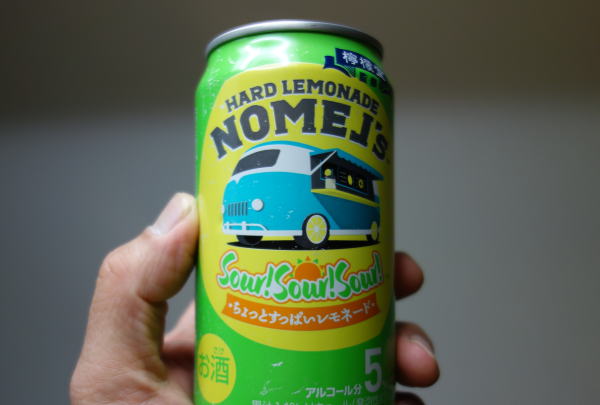 檸檬堂
HARD LEMONADE
NOMEL's
Sour!Sour!Sour!
・ちょっとすっぱいレモネード・
お酒
アルコール分 5